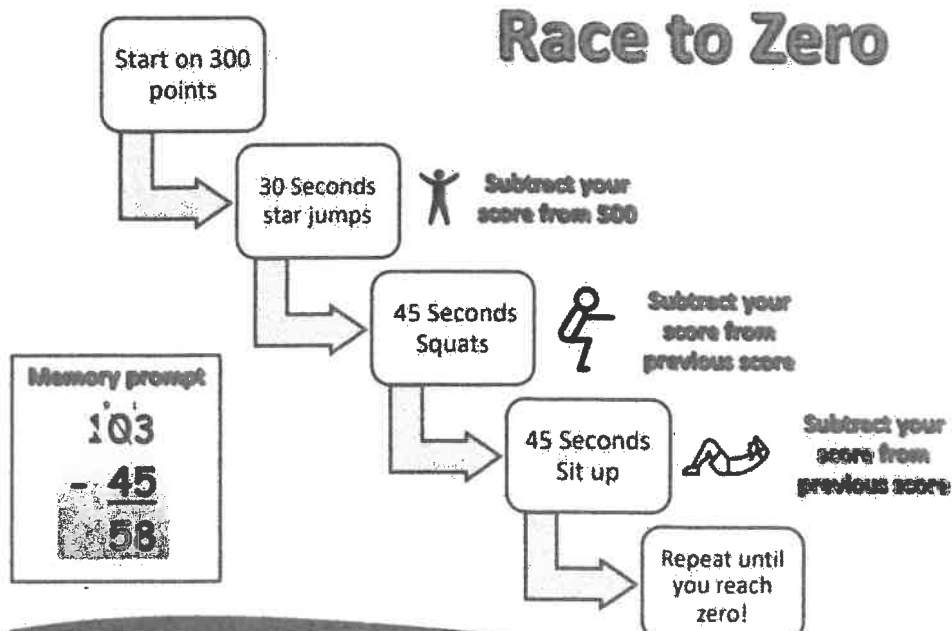 Race to Zero
Start on 300
points
30 Seconds
star jumps
Subtract your
score from 500
45 Seconds
Squats
Subtract your
score from
previous score
Memory prompt
103
- 45
58
45 Seconds
Sit up
Subtract your
score from
previous score
Repeat until
you reach
zero!